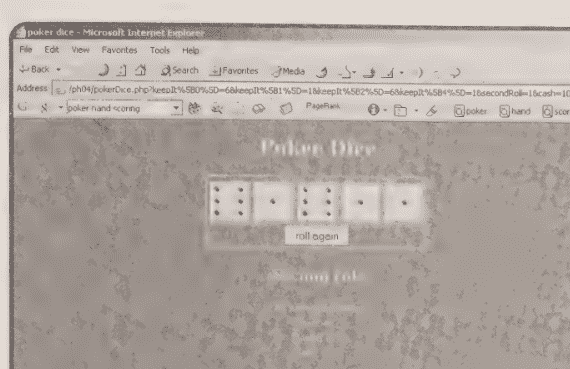 poker dice - Microsoft Internet Explorer
File Edit View Favorites Tools Help
Back Search Favorites Media
Address /ph04/pokerDice.php?keepIt%5B0%5D=6&keepIt%5B1%5D=1&keepIt%5B2%5D=6&keepIt%5B4%5D=1&secondRoll=1&cash=10
poker hand scoring PageRank poker hand scor
Poker Dice
roll again